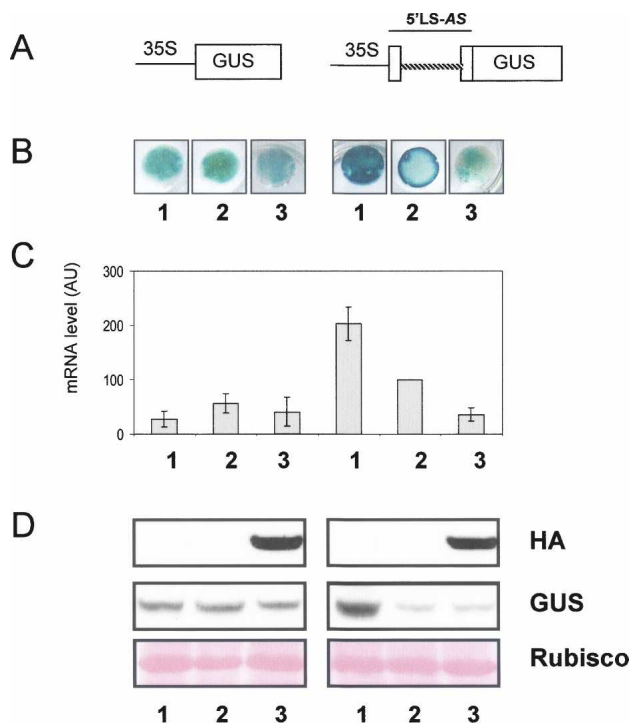 A
5'LS-AS
35S
GUS
35S
GUS
B
1 2 3 1 2 3
C
mRNA level (AU)
300
200
100
0
1 2 3 1 2 3
D
HA
GUS
Rubisco
1 2 3 1 2 3